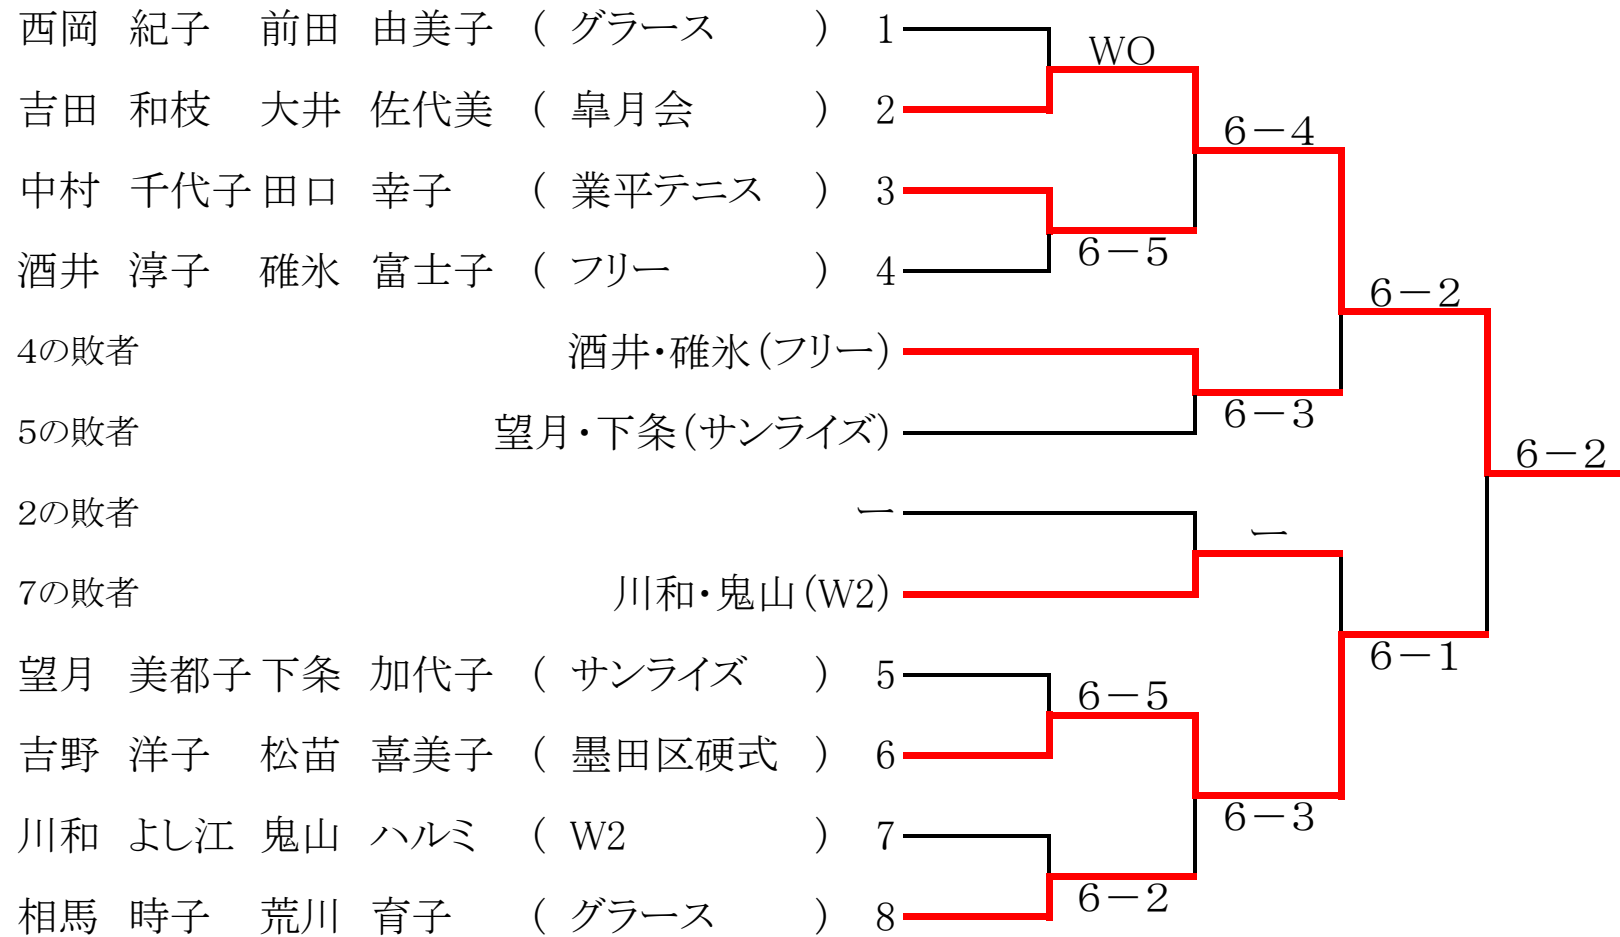 西岡 紀子 前田 由美子 ( グラース ) 1
WO
吉田 和枝 大井 佐代美 ( 皐月会 ) 2
6-4
中村 千代子 田口 幸子 ( 業平テニス ) 3
6-5
酒井 淳子 碓氷 富士子 ( フリー ) 4
6-2
4の敗者 酒井・碓氷(フリー)
6-3
5の敗者 望月・下条(サンライズ)
6-2
2の敗者 ー
ー
7の敗者 川和・鬼山(W2)
6-1
望月 美都子 下条 加代子 ( サンライズ ) 5
6-5
吉野 洋子 松苗 喜美子 ( 墨田区硬式 ) 6
6-3
川和 よし江 鬼山 ハルミ ( W2 ) 7
6-2
相馬 時子 荒川 育子 ( グラース ) 8